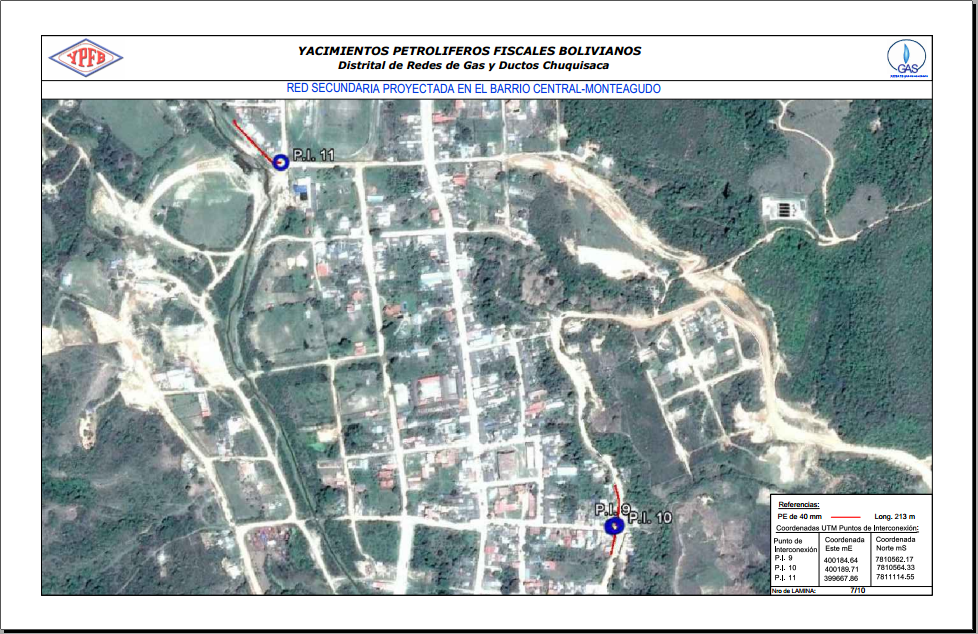 YPFB
YACIMIENTOS PETROLIFEROS FISCALES BOLIVIANOS
Distrital de Redes de Gas y Ductos Chuquisaca
GAS
RED SECUNDARIA PROYECTADA EN EL BARRIO CENTRAL-MONTEAGUDO
P.I. 11
P.I. 9
P.I. 10
Referencias:
PE de 40 mm Long. 213 m
Coordenadas UTM Puntos de Interconexión:
Punto de Interconexión Coordenada Este mE Coordenada Norte mS
P.I. 9 400184.64 7810562.17
P.I. 10 400189.71 7810564.33
P.I. 11 399667.86 7811114.55
Nro de LAMINA: 7/10